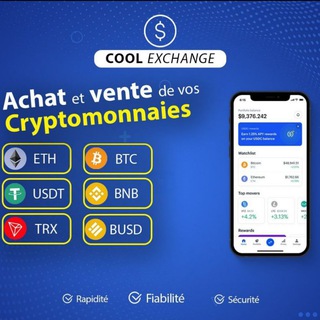 COOL EXCHANGE
Achat et vente de vos
Cryptomonnaies
ETH
BTC
USDT
BNB
TRX
BUSD
$9,376.242
Watchlist
Bitcoin
Ethereum
Top movers
+4.2%
+3.13%
Rewards
Rapidité
Fiabilité
Sécurité